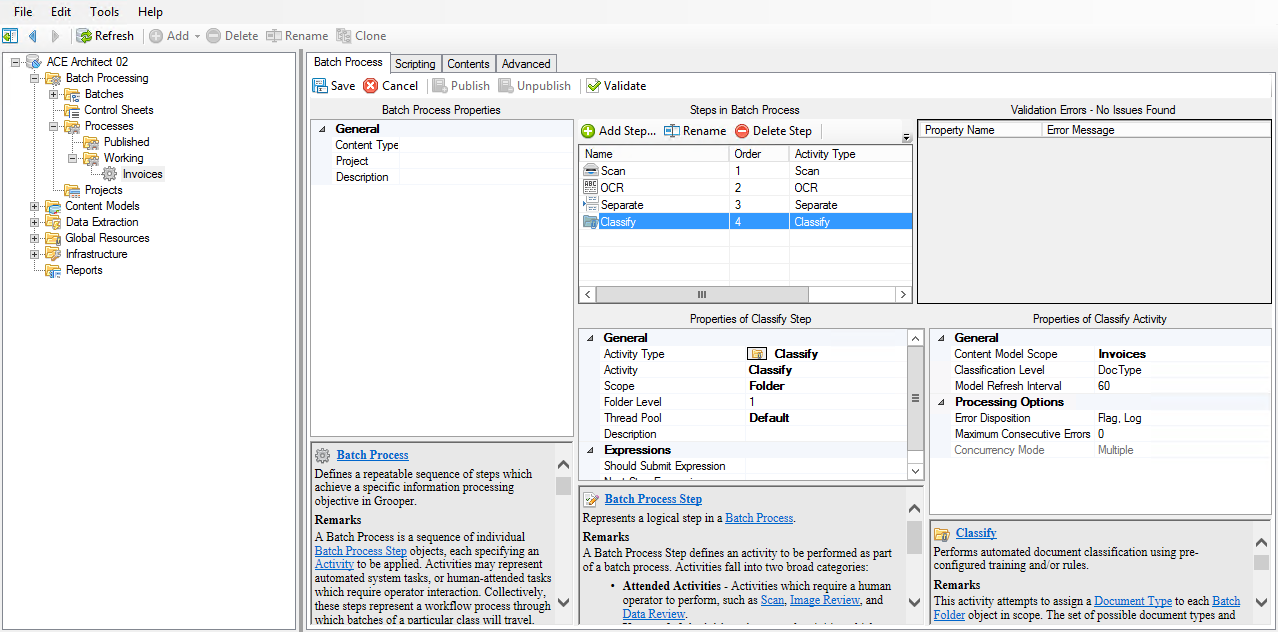 File Edit Tools Help
Refresh Add Delete Rename Clone
ACE Architect 02
Batch Processing
Batches
Control Sheets
Processes
Published
Working
Invoices
Projects
Content Models
Data Extraction
Global Resources
Infrastructure
Reports
Batch Process Scripting Contents Advanced
Save Cancel Publish Unpublish Validate
Batch Process Properties
General
Content Type
Project
Description
Batch Process
Defines a repeatable sequence of steps which
achieve a specific information processing
objective in Grooper.
Remarks
A Batch Process is a sequence of individual
Batch Process Step objects, each specifying an
Activity to be applied. Activities may represent
automated system tasks, or human-attended tasks
which require operator interaction. Collectively,
these steps represent a workflow process through
which batches of a particular class will travel.
Steps in Batch Process
Add Step... Rename Delete Step
Name Order Activity Type
Scan 1 Scan
OCR 2 OCR
Separate 3 Separate
Classify 4 Classify
Validation Errors - No Issues Found
Property Name Error Message
Properties of Classify Step
General
Activity Type Classify
Activity Classify
Scope Folder
Folder Level 1
Thread Pool Default
Description
Expressions
Should Submit Expression
Batch Process Step
Represents a logical step in a Batch Process.
Remarks
A Batch Process Step defines an activity to be performed as part
of a batch process. Activities fall into two broad categories:
• Attended Activities - Activities which require a human
operator to perform, such as Scan, Image Review, and
Data Review.
Properties of Classify Activity
General
Content Model Scope Invoices
Classification Level DocType
Model Refresh Interval 60
Processing Options
Error Disposition Flag, Log
Maximum Consecutive Errors 0
Concurrency Mode Multiple
Classify
Performs automated document classification using pre-
configured training and/or rules.
Remarks
This activity attempts to assign a Document Type to each Batch
Folder object in scope. The set of possible document types and